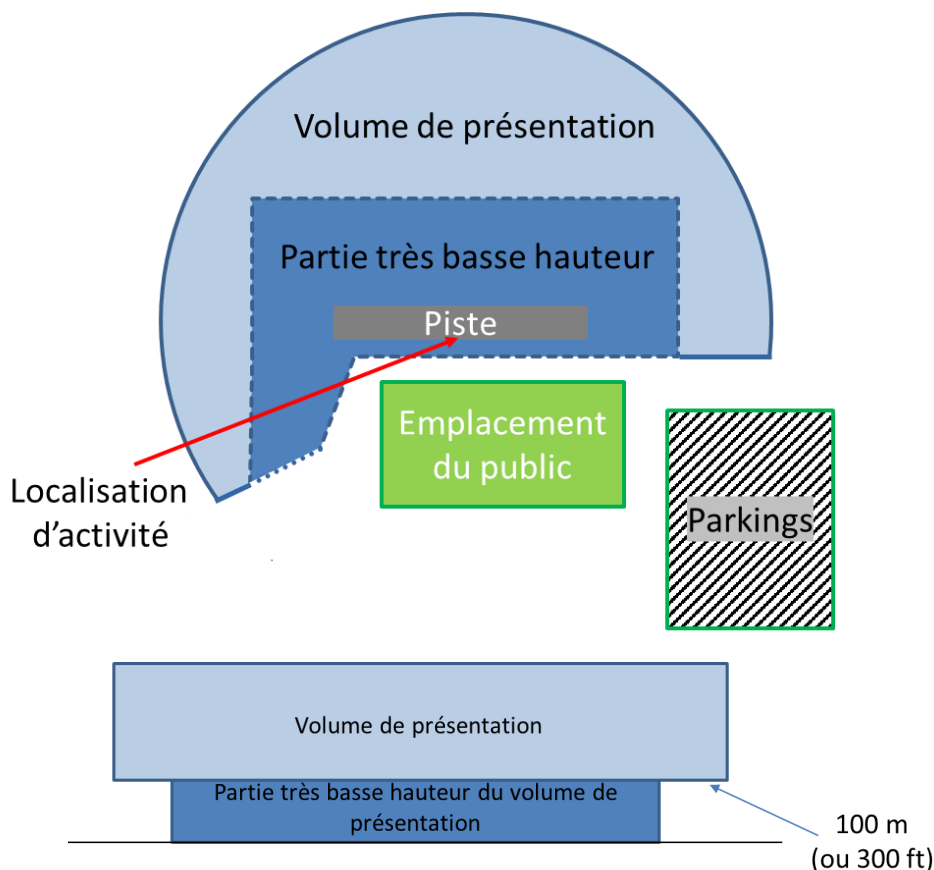 Volume de présentation
Partie très basse hauteur
Piste
Emplacement
du public
Localisation
d’activité
Parkings
Volume de présentation
Partie très basse hauteur du volume de
présentation
100 m
(ou 300 ft)